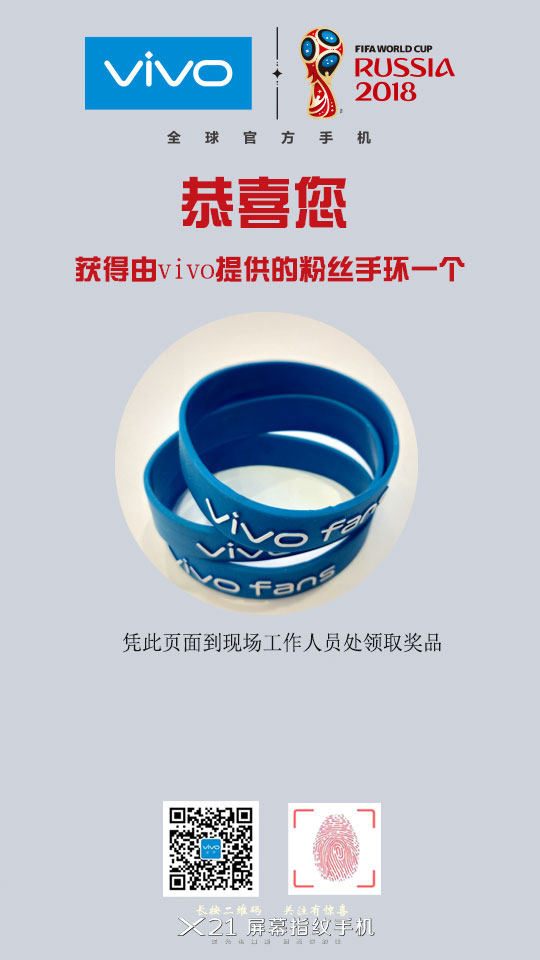 vivo
FIFA WORLD CUP
RUSSIA
2018
全球官方手机
恭喜您
获得由vivo提供的粉丝手环一个
vivo fans
vivo
vivo fans
凭此页面到现场工作人员处领取奖品
vivo
长按二维码 关注有惊喜
X21 屏幕指纹手机